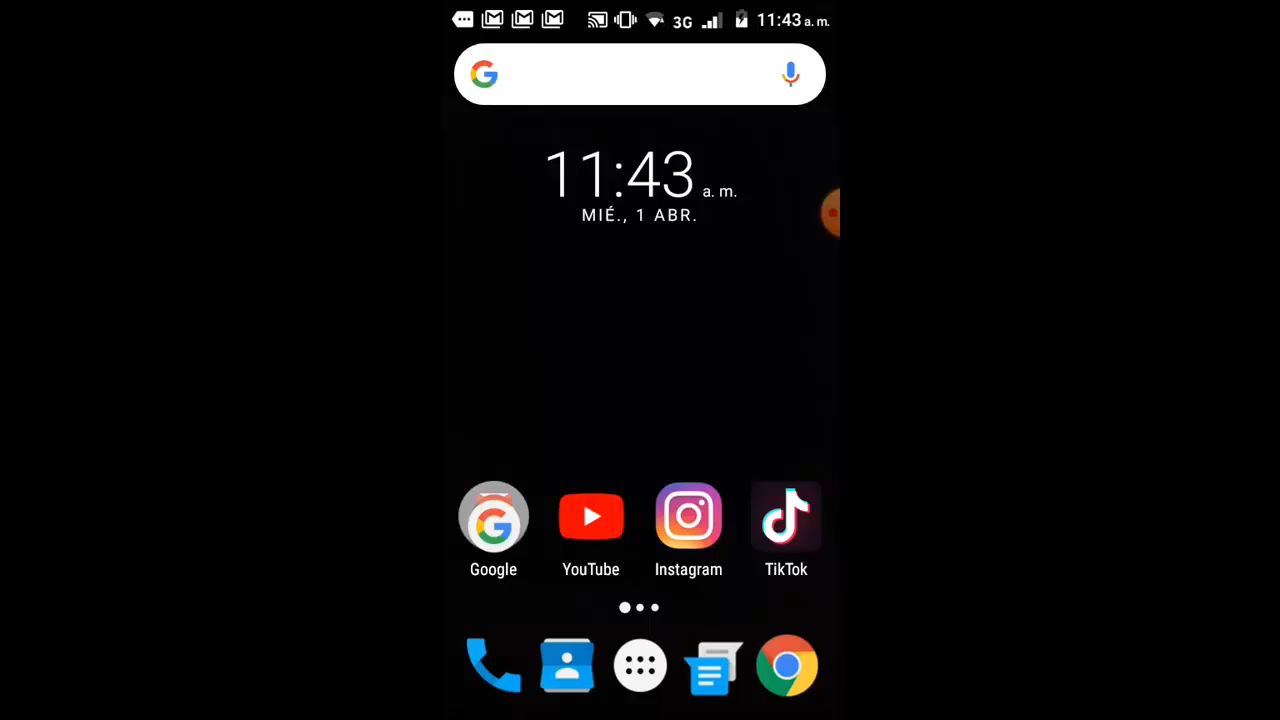 3G 11:43 a. m.
11:43 a. m.
MIÉ., 1 ABR.
Google YouTube Instagram TikTok